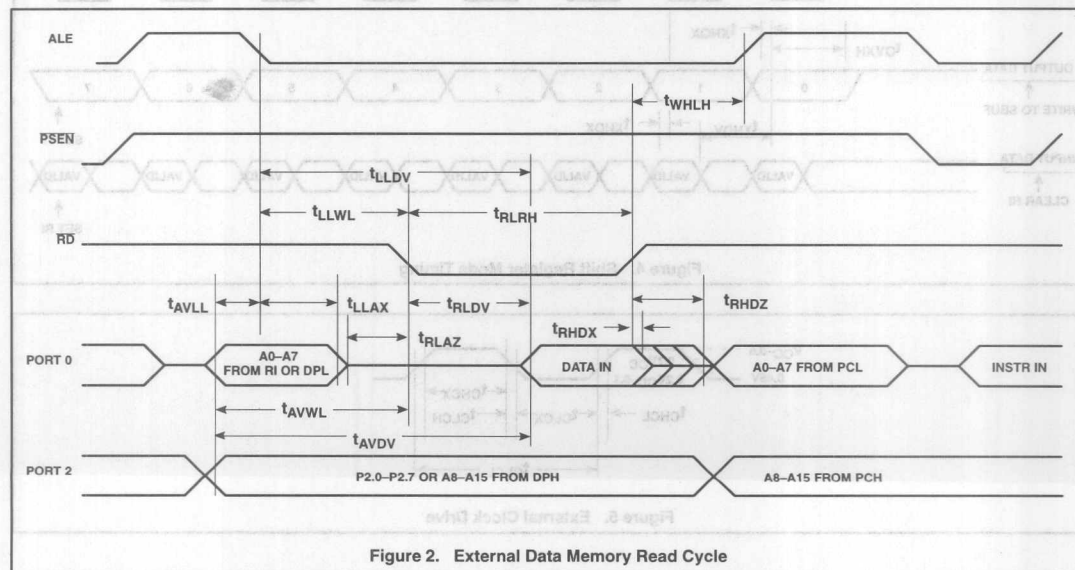 ALE
tWHLH
PSEN
tLLDV
tLLWL
tRLRH
RD
tAVLL
tLLAX
tRLDV
tRHDZ
tRLAZ
tRHDX
PORT 0
A0–A7
FROM RI OR DPL
DATA IN
A0–A7 FROM PCL
INSTR IN
tAVWL
tAVDV
PORT 2
P2.0–P2.7 OR A8–A15 FROM DPH
A8–A15 FROM PCH
Figure 2. External Data Memory Read Cycle